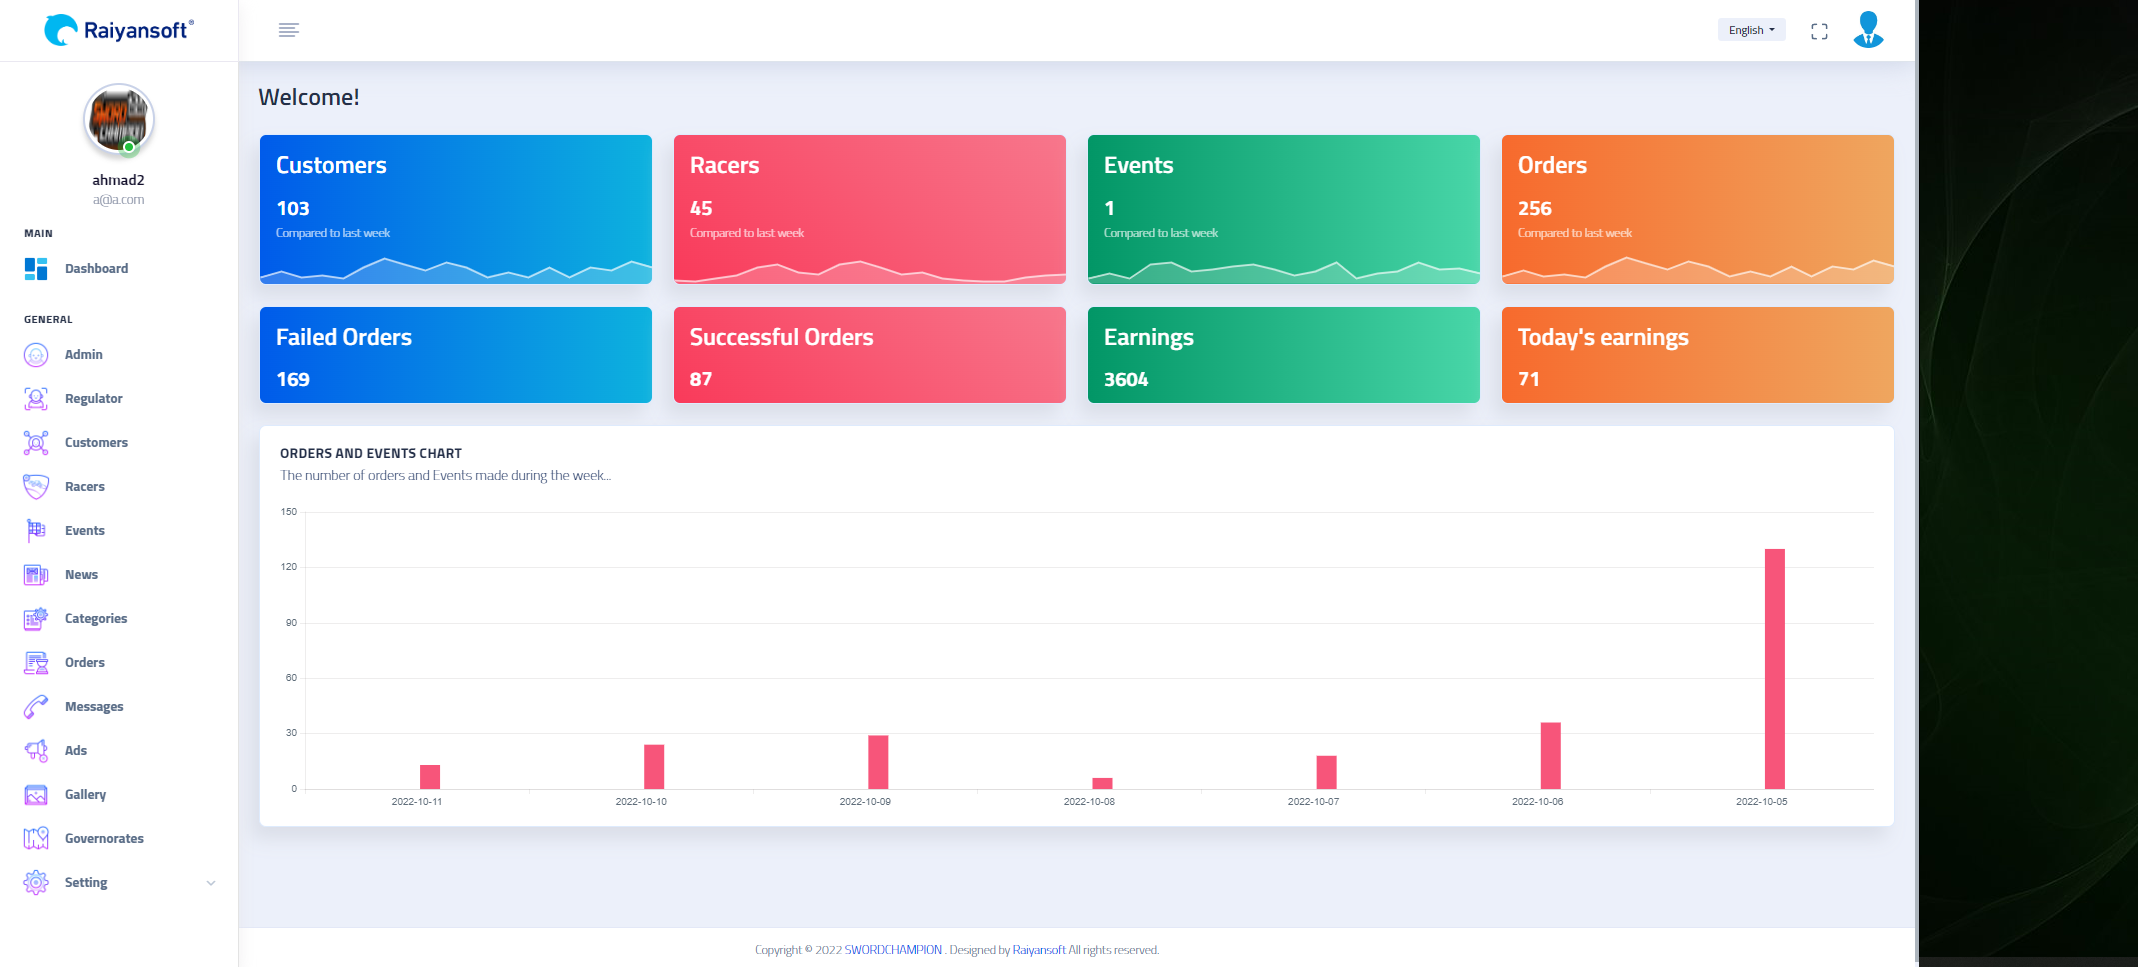 Raiyansoft®
English
ahmad2
a@a.com
MAIN
Dashboard
GENERAL
Admin
Regulator
Customers
Racers
Events
News
Categories
Orders
Messages
Ads
Gallery
Governorates
Setting
Welcome!
Customers
103
Compared to last week
Racers
45
Compared to last week
Events
1
Compared to last week
Orders
256
Compared to last week
Failed Orders
169
Successful Orders
87
Earnings
3604
Today's earnings
71
ORDERS AND EVENTS CHART
The number of orders and Events made during the week...
150
120
90
60
30
0
2022-10-11 2022-10-10 2022-10-09 2022-10-08 2022-10-07 2022-10-06 2022-10-05
Copyright © 2022 SWORDCHAMPION . Designed by Raiyansoft All rights reserved.